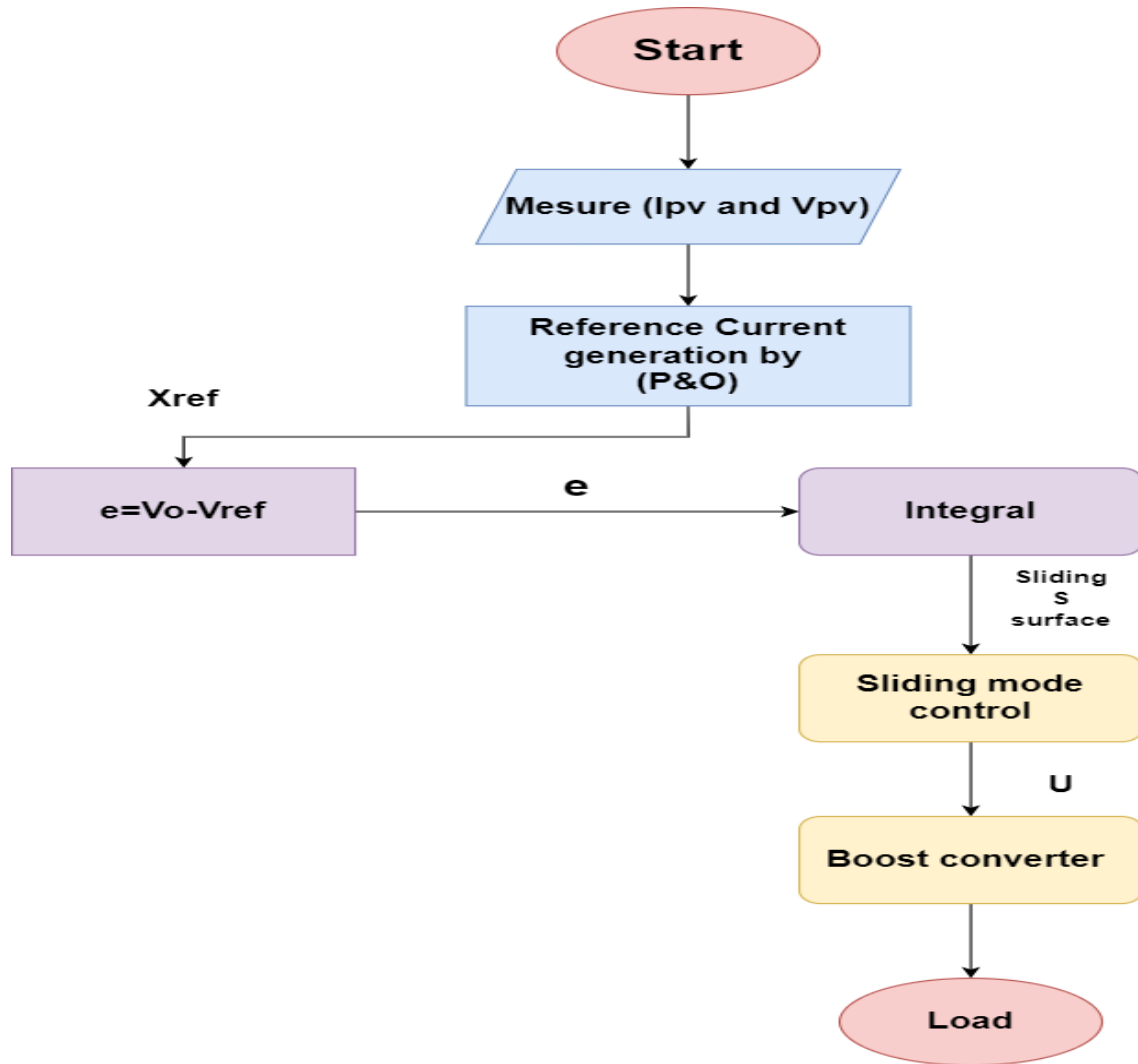 Start
Mesure (Ipv and Vpv)
Reference Current
generation by
(P&O)
Xref
e=Vo-Vref
e
Integral
Sliding
S
surface
Sliding mode
control
U
Boost converter
Load